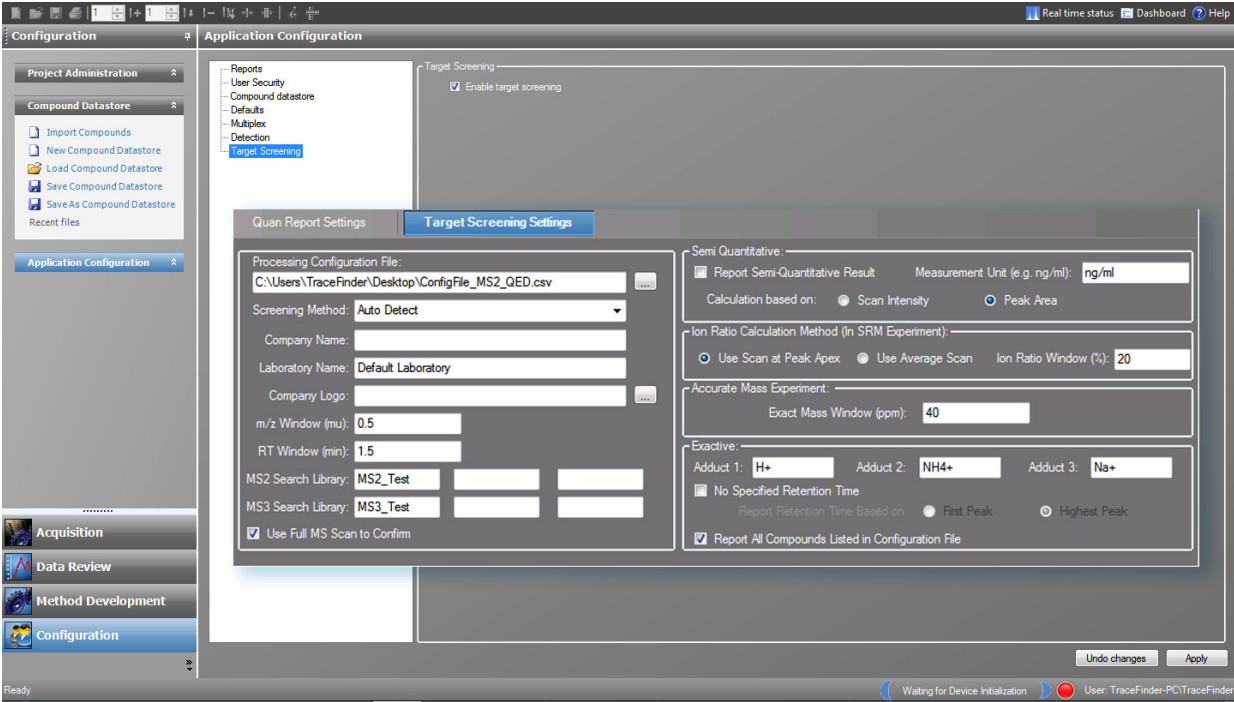 1 1
Real time status Dashboard Help
Configuration
Application Configuration
Project Administration
Compound Datastore
Import Compounds
New Compound Datastore
Load Compound Datastore
Save Compound Datastore
Save As Compound Datastore
Recent files
Application Configuration
Acquisition
Data Review
Method Development
Configuration
Reports
User Security
Compound datastore
Defaults
Multiplex
Detection
Target Screening
Target Screening
Enable target screening
Quan Report Settings Target Screening Settings
Processing Configuration File:
C:\Users\TraceFinder\Desktop\ConfigFile_MS2_QED.csv ...
Screening Method: Auto Detect
Company Name:
Laboratory Name: Default Laboratory
Company Logo: ...
m/z Window (mu): 0.5
RT Window (min): 1.5
MS2 Search Library: MS2_Test
MS3 Search Library: MS3_Test
Use Full MS Scan to Confirm
Semi Quantitative:
Report Semi-Quantitative Result Measurement Unit (e.g. ng/ml): ng/ml
Calculation based on: Scan Intensity Peak Area
Ion Ratio Calculation Method (In SRM Experiment):
Use Scan at Peak Apex Use Average Scan Ion Ratio Window (%): 20
Accurate Mass Experiment:
Exact Mass Window (ppm): 40
Exactive:
Adduct 1: H+ Adduct 2: NH4+ Adduct 3: Na+
No Specified Retention Time
Report Retention Time Based on: First Peak Highest Peak
Report All Compounds Listed in Configuration File
Undo changes Apply
Ready
Waiting for Device Initialization User: TraceFinder-PC\TraceFinder